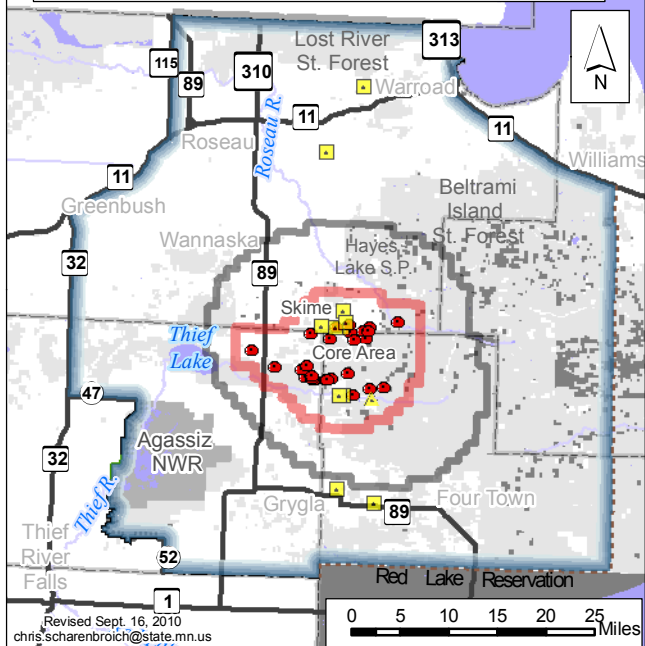 Lost River
St. Forest
313
N
115
89
310
Warroad
11
11
Roseau
Roseau R.
Williams
11
Beltrami
Island
St. Forest
Greenbush
Wannaska
Hayes
Lake S.P.
32
89
Skime
Thief
Lake
Core Area
47
Agassiz
NWR
32
Thief R.
Grygla
Four Town
89
Thief
River
Falls
52
Red Lake Reservation
1
Revised Sept. 16, 2010
chris.scharenbroich@state.mn.us
0 5 10 15 20 25
Miles